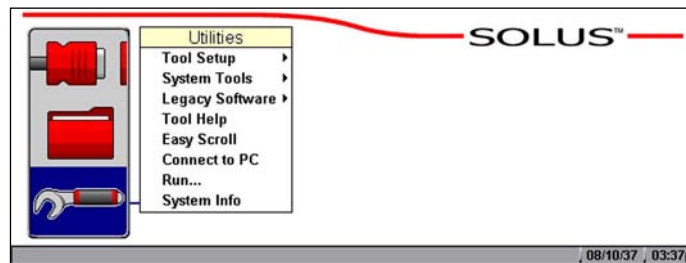 SOLUS™
Utilities
Tool Setup
System Tools
Legacy Software
Tool Help
Easy Scroll
Connect to PC
Run...
System Info
08/10/37 03:37